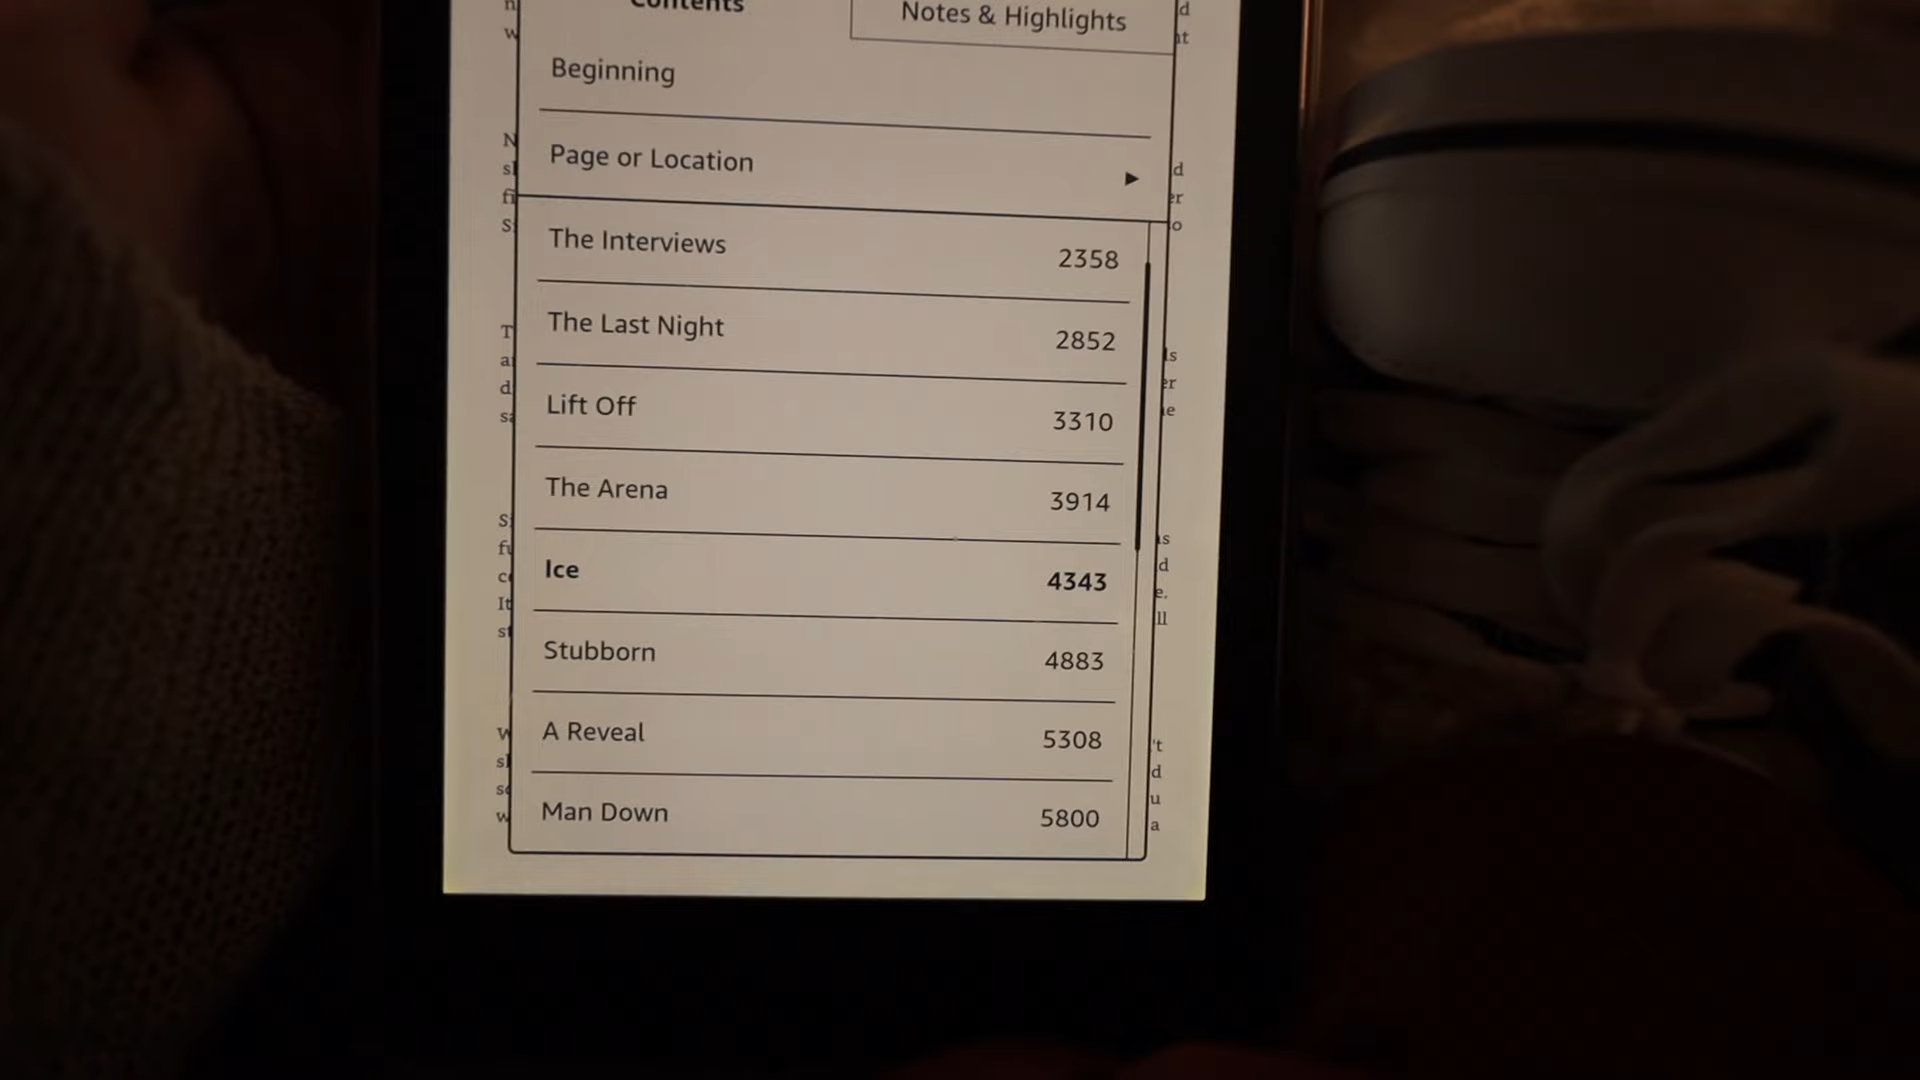 Contents
Notes & Highlights
Beginning
Page or Location
The Interviews 2358
The Last Night 2852
Lift Off 3310
The Arena 3914
Ice 4343
Stubborn 4883
A Reveal 5308
Man Down 5800